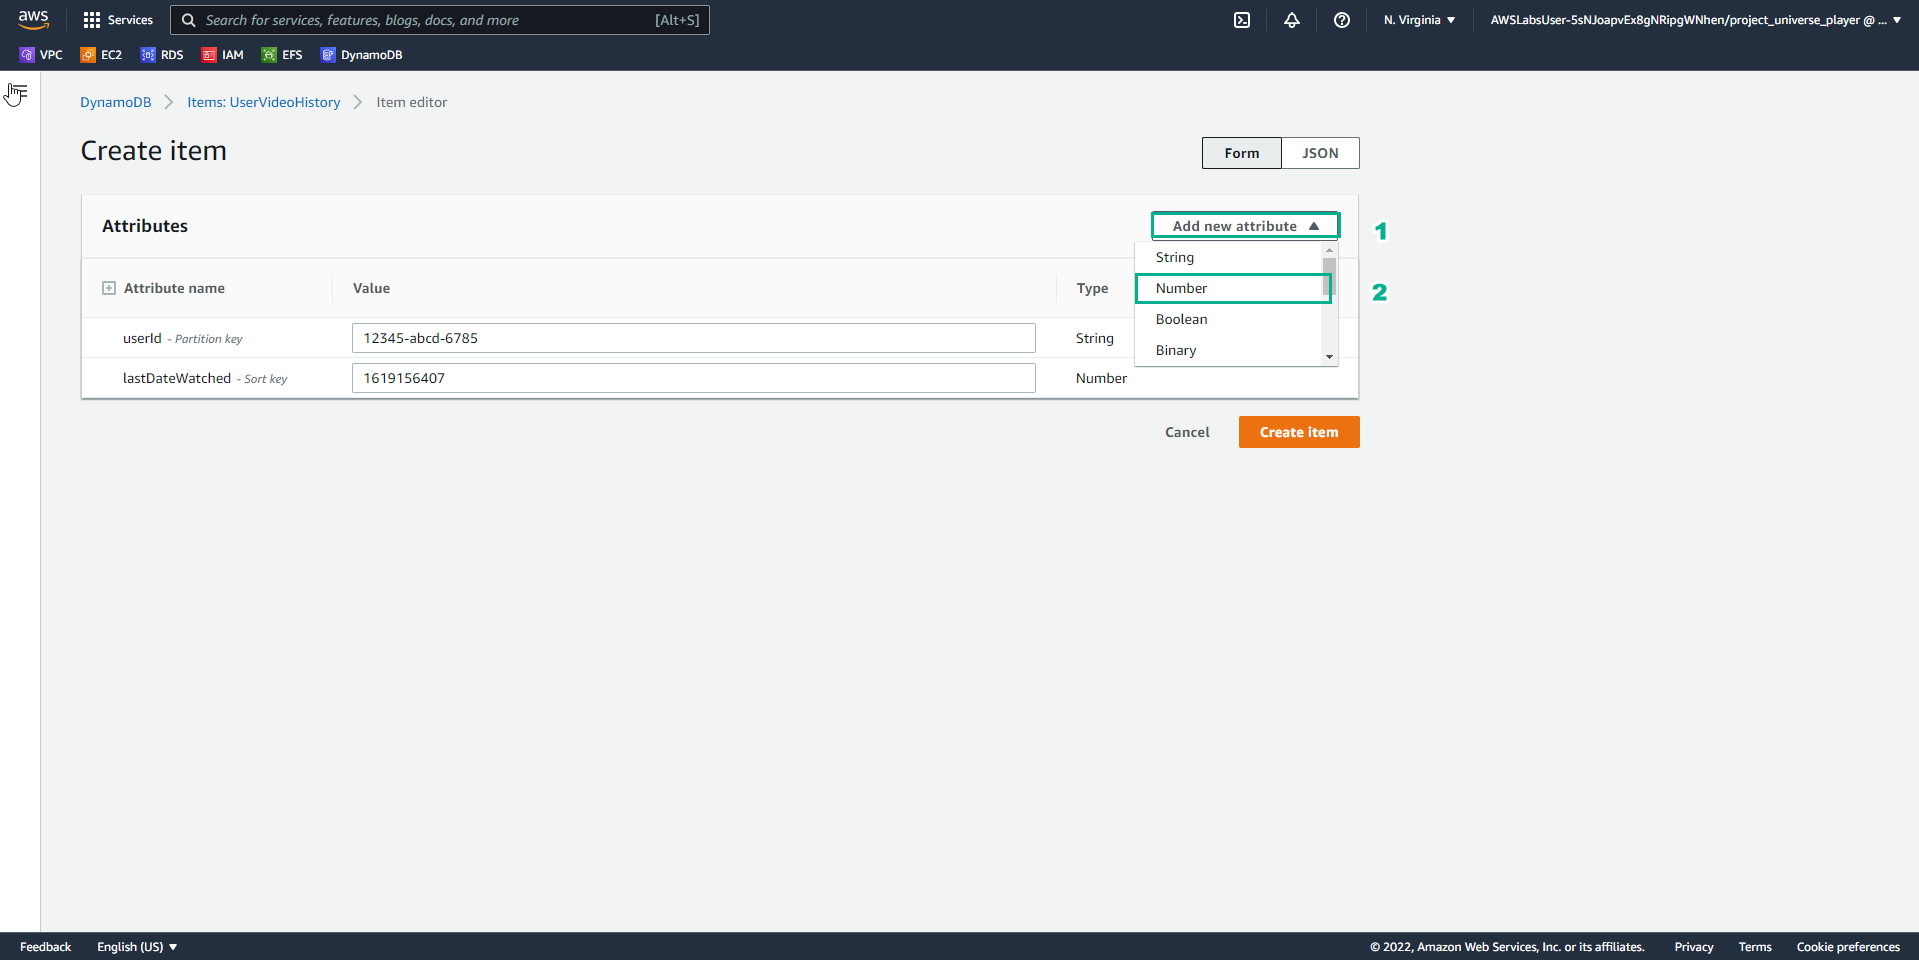 aws
Services
Search for services, features, blogs, docs, and more
[Alt+S]
N. Virginia
AWSLabsUser-5sNJoapvEx8gNRipgWNhen/project_universe_player @ ...
VPC
EC2
RDS
IAM
EFS
DynamoDB
DynamoDB
Items: UserVideoHistory
Item editor
Create item
Form
JSON
Attributes
Add new attribute
1
String
Number
2
Boolean
Binary
Attribute name
Value
Type
userId - Partition key
12345-abcd-6785
String
lastDateWatched - Sort key
1619156407
Number
Cancel
Create item
Feedback
English (US)
© 2022, Amazon Web Services, Inc. or its affiliates.
Privacy
Terms
Cookie preferences